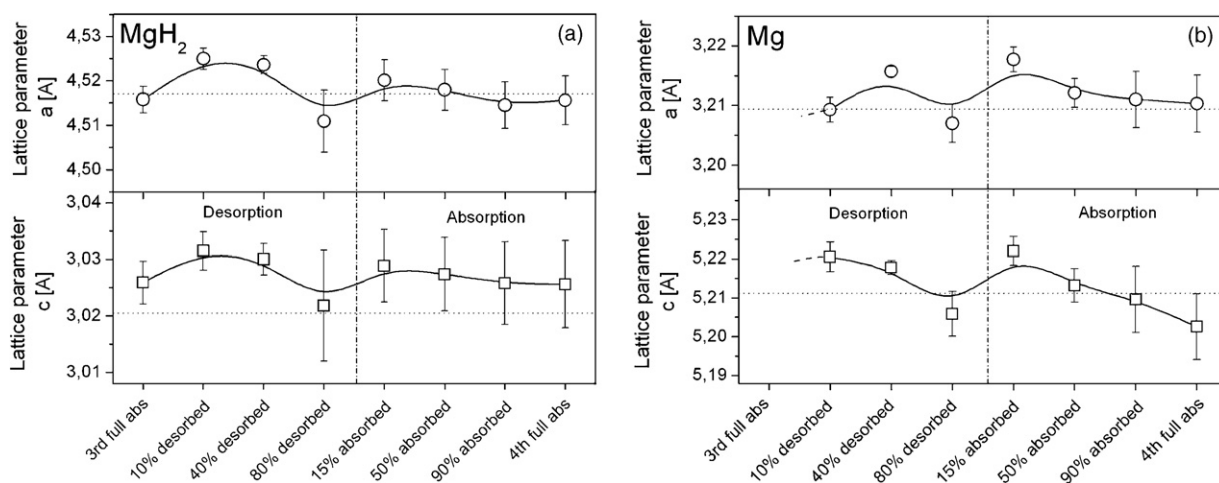 MgH2
(a)
Lattice parameter
a [A]
4,53
4,52
4,51
4,50
Lattice parameter
c [A]
3,04
3,03
3,02
3,01
Desorption
Absorption
3rd full abs
10% desorbed
40% desorbed
80% desorbed
15% absorbed
50% absorbed
90% absorbed
4th full abs
Mg
(b)
Lattice parameter
a [A]
3,22
3,21
3,20
Lattice parameter
c [A]
5,23
5,22
5,21
5,20
5,19
Desorption
Absorption
3rd full abs
10% desorbed
40% desorbed
80% desorbed
15% absorbed
50% absorbed
90% absorbed
4th full abs